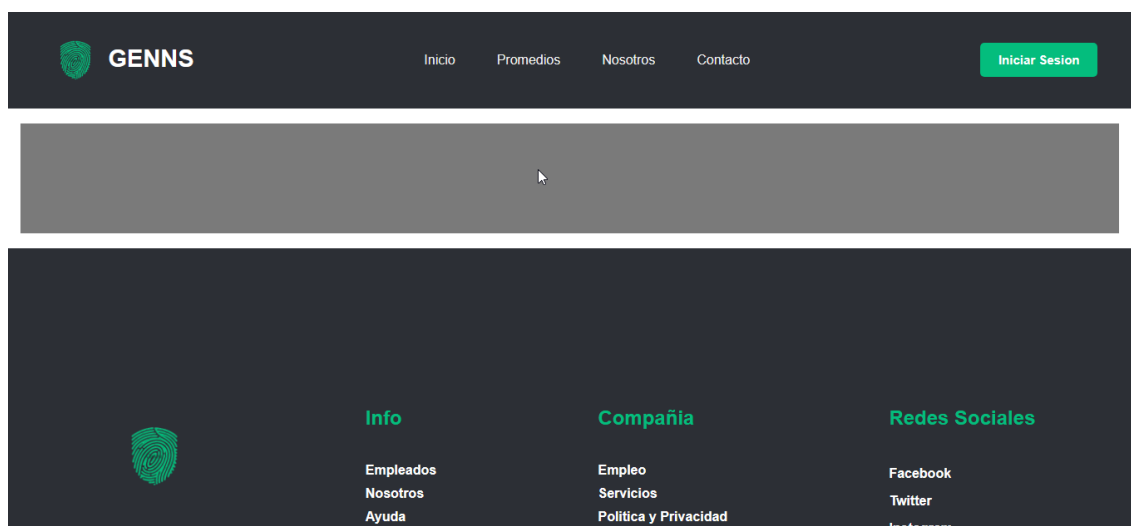 GENNS
Inicio Promedios Nosotros Contacto
Iniciar Sesion
Info
Empleados
Nosotros
Ayuda
Compañia
Empleo
Servicios
Politica y Privacidad
Redes Sociales
Facebook
Twitter